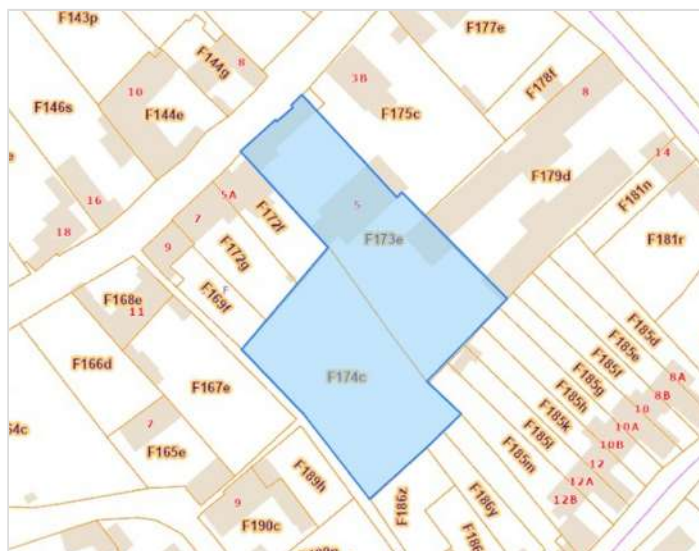 F143p
F177e
8
F144g
10
3B
F178f
8
F146s
F144e
F175c
14
F179d
F181n
16
5A
5
18
7
F172f
F173e
F181r
9
F172g
F
F168e
F169f
11
F185d
F185e
F166d
F185f
F174c
F185g
8A
F167e
F185h
8B
10
F185k
10A
7
F185l
10B
F165e
F185m
12
F189h
12A
9
F186z
F186y
12B
F190c